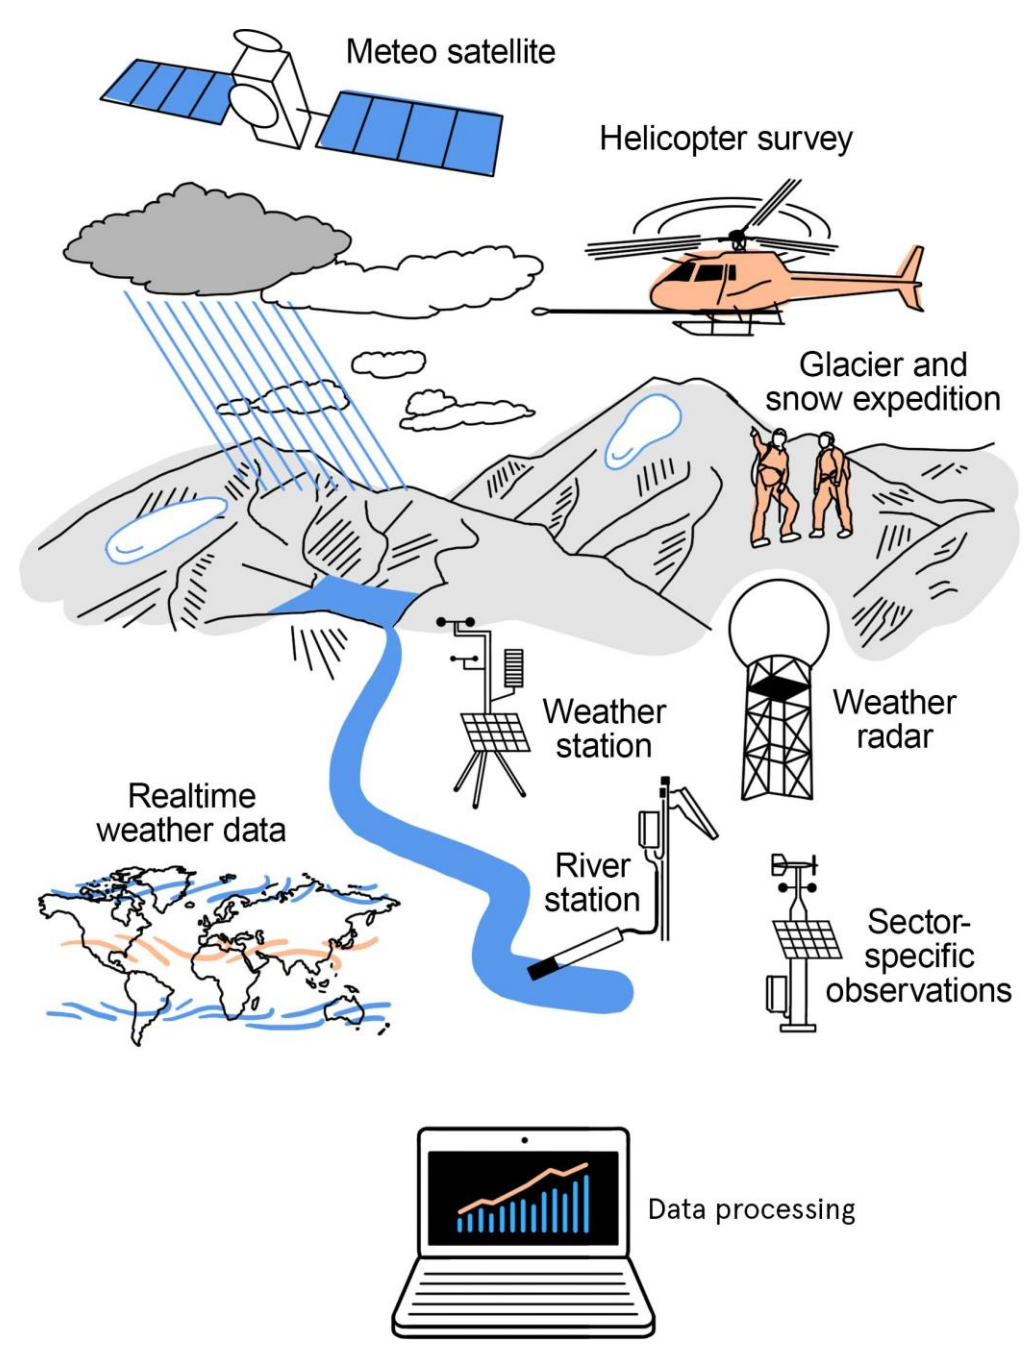 Meteo satellite
Helicopter survey
Glacier and
snow expedition
Weather
station
Weather
radar
Realtime
weather data
River
station
Sector-
specific
observations
Data processing